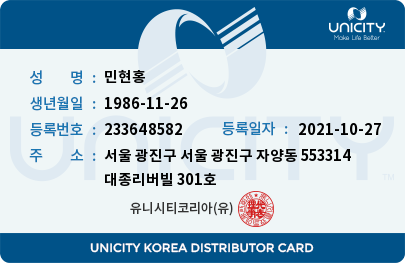 UNICITY
Make Life Better
성 명 : 민현홍
생년월일 : 1986-11-26
등록번호 : 233648582 등록일자 : 2021-10-27
주 소 : 서울 광진구 서울 광진구 자양동 553314
대종리버빌 301호
UNICITY
유니시티코리아(유)
UNICITY KOREA DISTRIBUTOR CARD